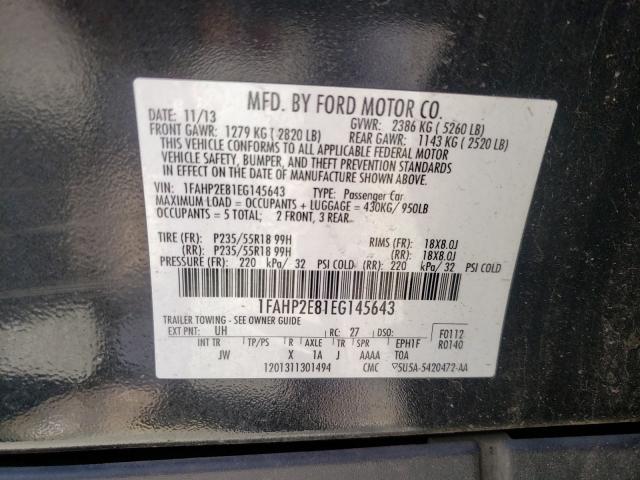 MFD. BY FORD MOTOR CO.
DATE: 11/13 GVWR: 2386 KG ( 5260 LB)
FRONT GAWR: 1279 KG ( 2820 LB) REAR GAWR: 1143 KG ( 2520 LB)
THIS VEHICLE CONFORMS TO ALL APPLICABLE FEDERAL MOTOR
VEHICLE SAFETY, BUMPER, AND THEFT PREVENTION STANDARDS
IN EFFECT ON THE DATE OF MANUFACTURE SHOWN ABOVE.
VIN: 1FAHP2E81EG145643 TYPE: Passenger Car
MAXIMUM LOAD = OCCUPANTS + LUGGAGE = 430KG/ 950LB
OCCUPANTS = 5 TOTAL; 2 FRONT, 3 REAR
TIRE (FR): P235/55R18 99H RIMS (FR): 18X8.0J
(RR): P235/55R18 99H (RR): 18X8.0J
PRESSURE (FR): 220 kPa/ 32 PSI COLD (RR): 220 kPa/ 32 PSI COLD
1FAHP2E81EG145643
TRAILER TOWING - SEE OWNER GUIDE
EXT PNT: UH RC: 27 DSO: F0112
INT TR TP/PS R AXLE TR SPR EPH1F R0140
JW X 1A J AAAA TOA
1201311301494 CMC 5U5A-5420472-AA